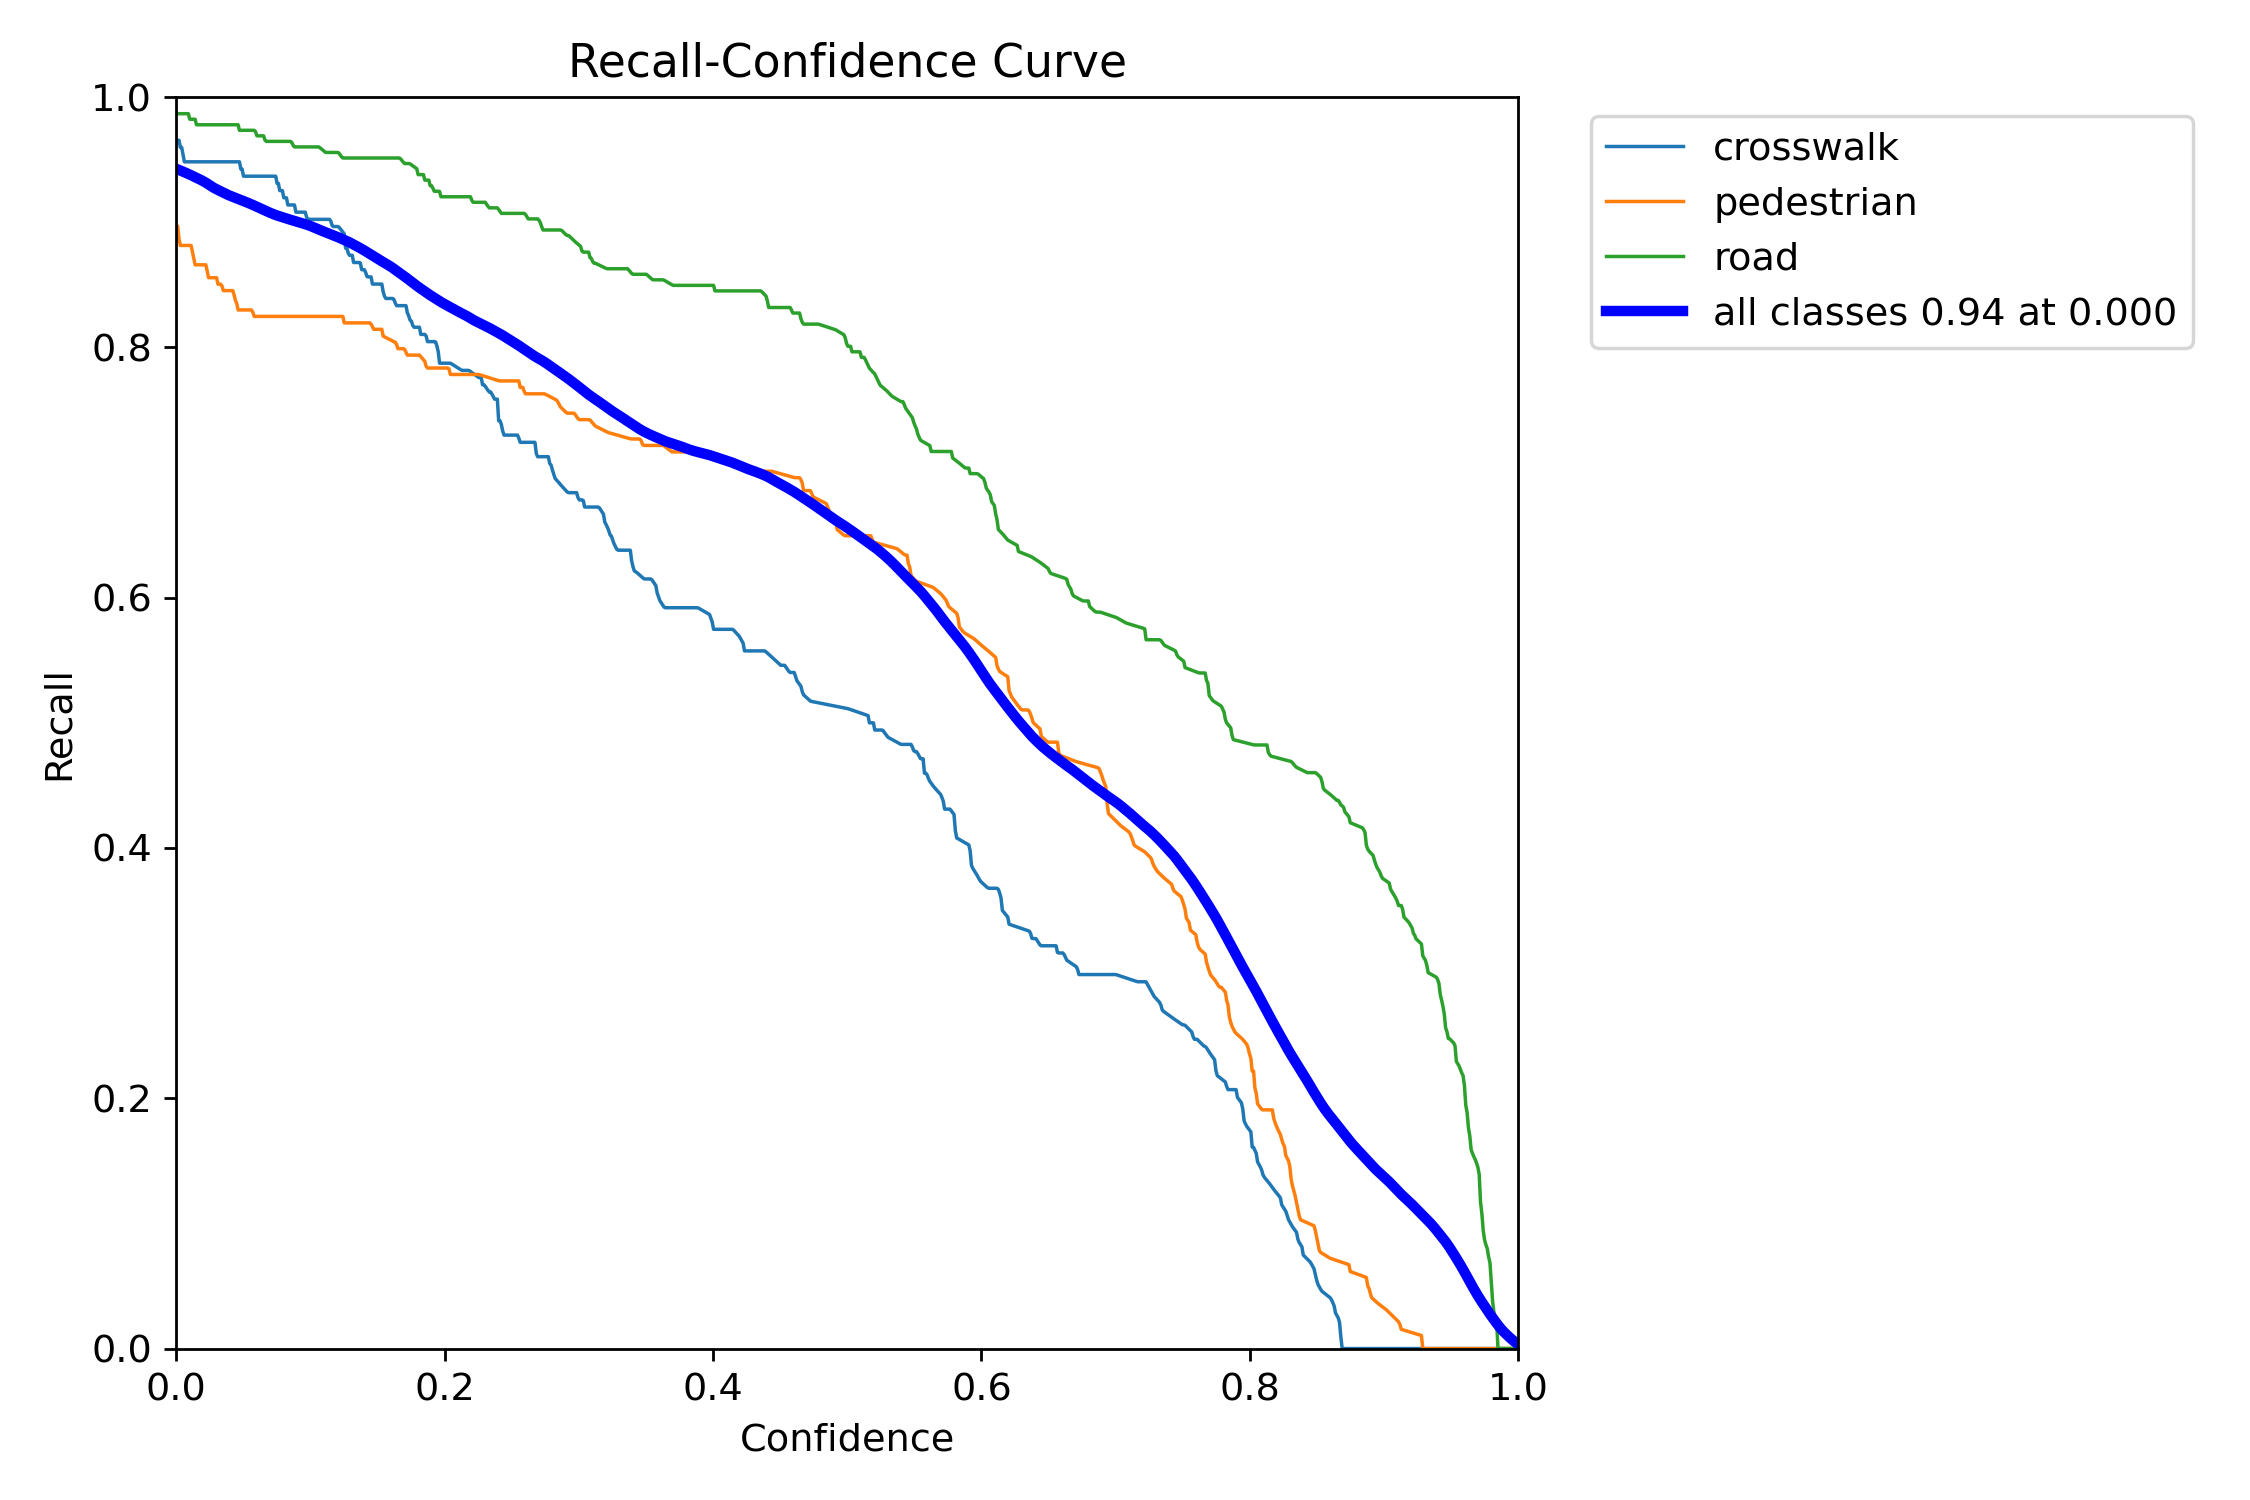 Recall-Confidence Curve
1.0
0.8
0.6
0.4
0.2
0.0
Recall
0.0 0.2 0.4 0.6 0.8 1.0
Confidence
crosswalk
pedestrian
road
all classes 0.94 at 0.000